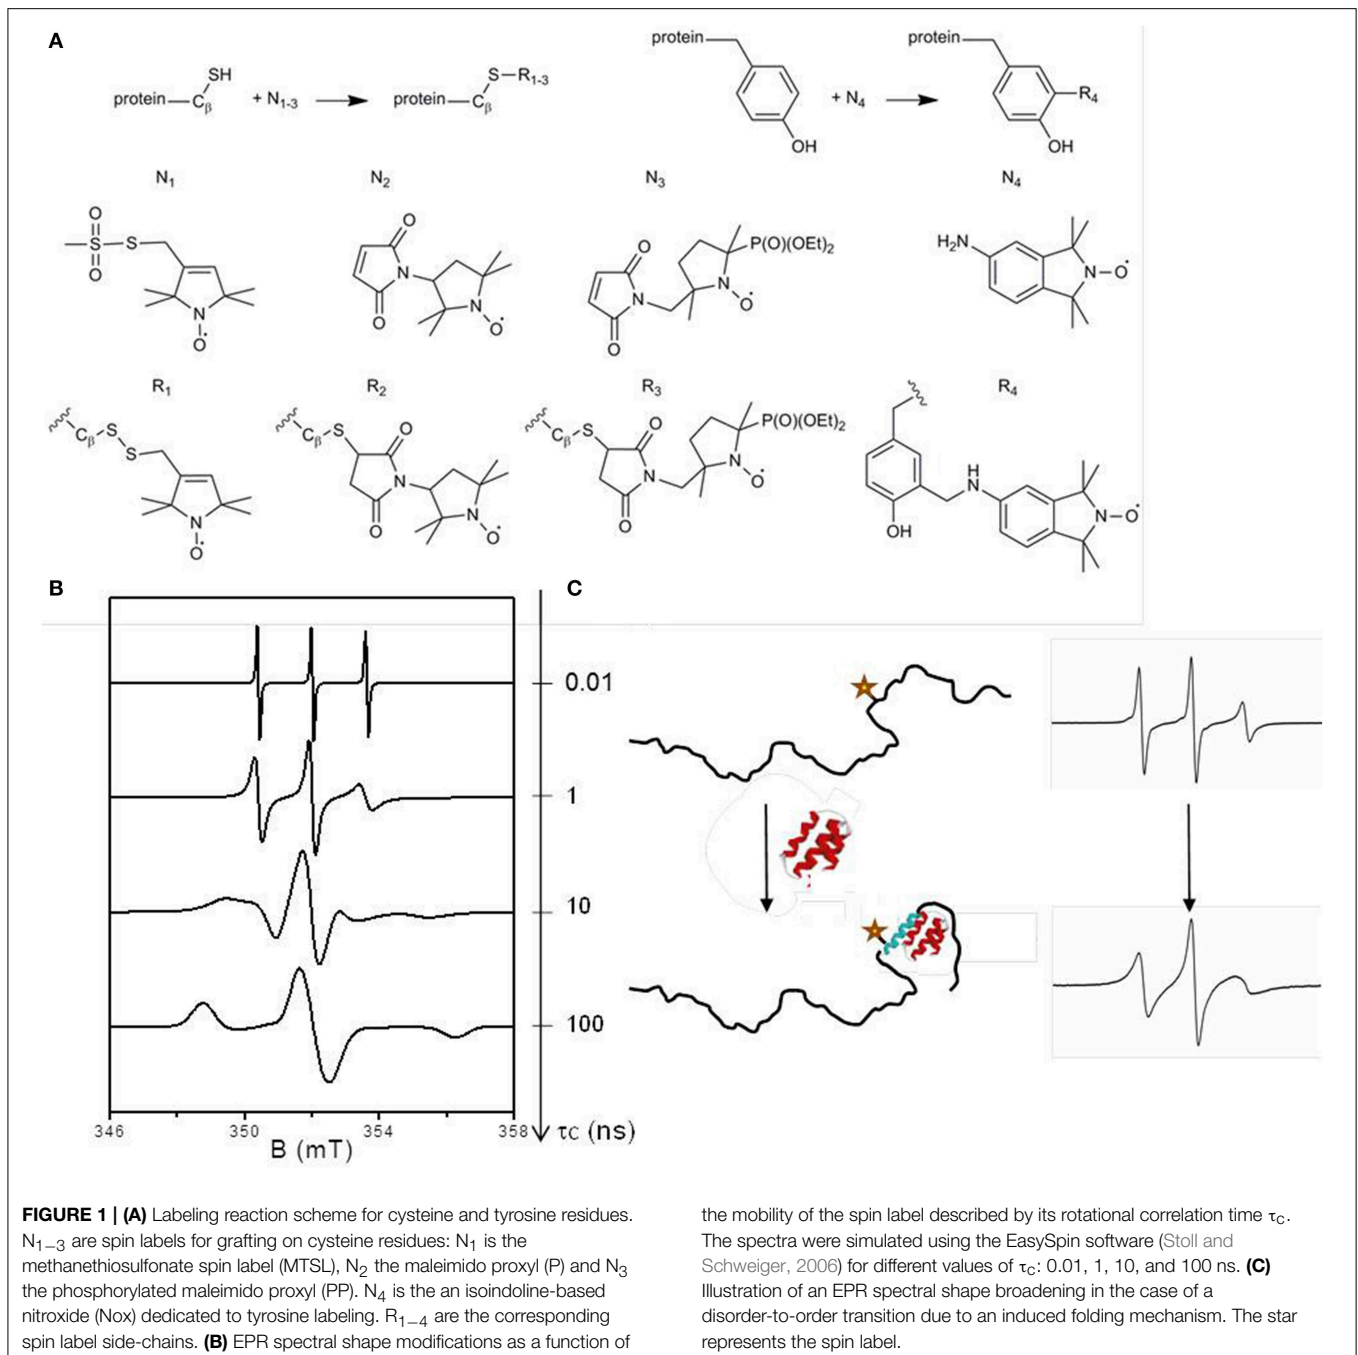 A
protein—Cβ SH + N1-3 protein—Cβ S—R1-3
protein OH + N4 protein R4 OH
N1 N2 N3 N4
O S O S N O•
O N O N O•
O N O N O• P(O)(OEt)2
H2N N—O•
R1 R2 R3 R4
Cβ S S N O•
Cβ S O N O N O•
Cβ S O N O N O• P(O)(OEt)2
OH H N N—O•
B
0.01
1
10
100
346 350 354 358
B (mT)
τc (ns)
C
FIGURE 1 | (A) Labeling reaction scheme for cysteine and tyrosine residues.
N1−3 are spin labels for grafting on cysteine residues: N1 is the
methanethiosulfonate spin label (MTSL), N2 the maleimido proxyl (P) and N3
the phosphorylated maleimido proxyl (PP). N4 is the an isoindoline-based
nitroxide (Nox) dedicated to tyrosine labeling. R1−4 are the corresponding
spin label side-chains. (B) EPR spectral shape modifications as a function of
the mobility of the spin label described by its rotational correlation time τC.
The spectra were simulated using the EasySpin software (Stoll and
Schweiger, 2006) for different values of τC: 0.01, 1, 10, and 100 ns. (C)
Illustration of an EPR spectral shape broadening in the case of a
disorder-to-order transition due to an induced folding mechanism. The star
represents the spin label.